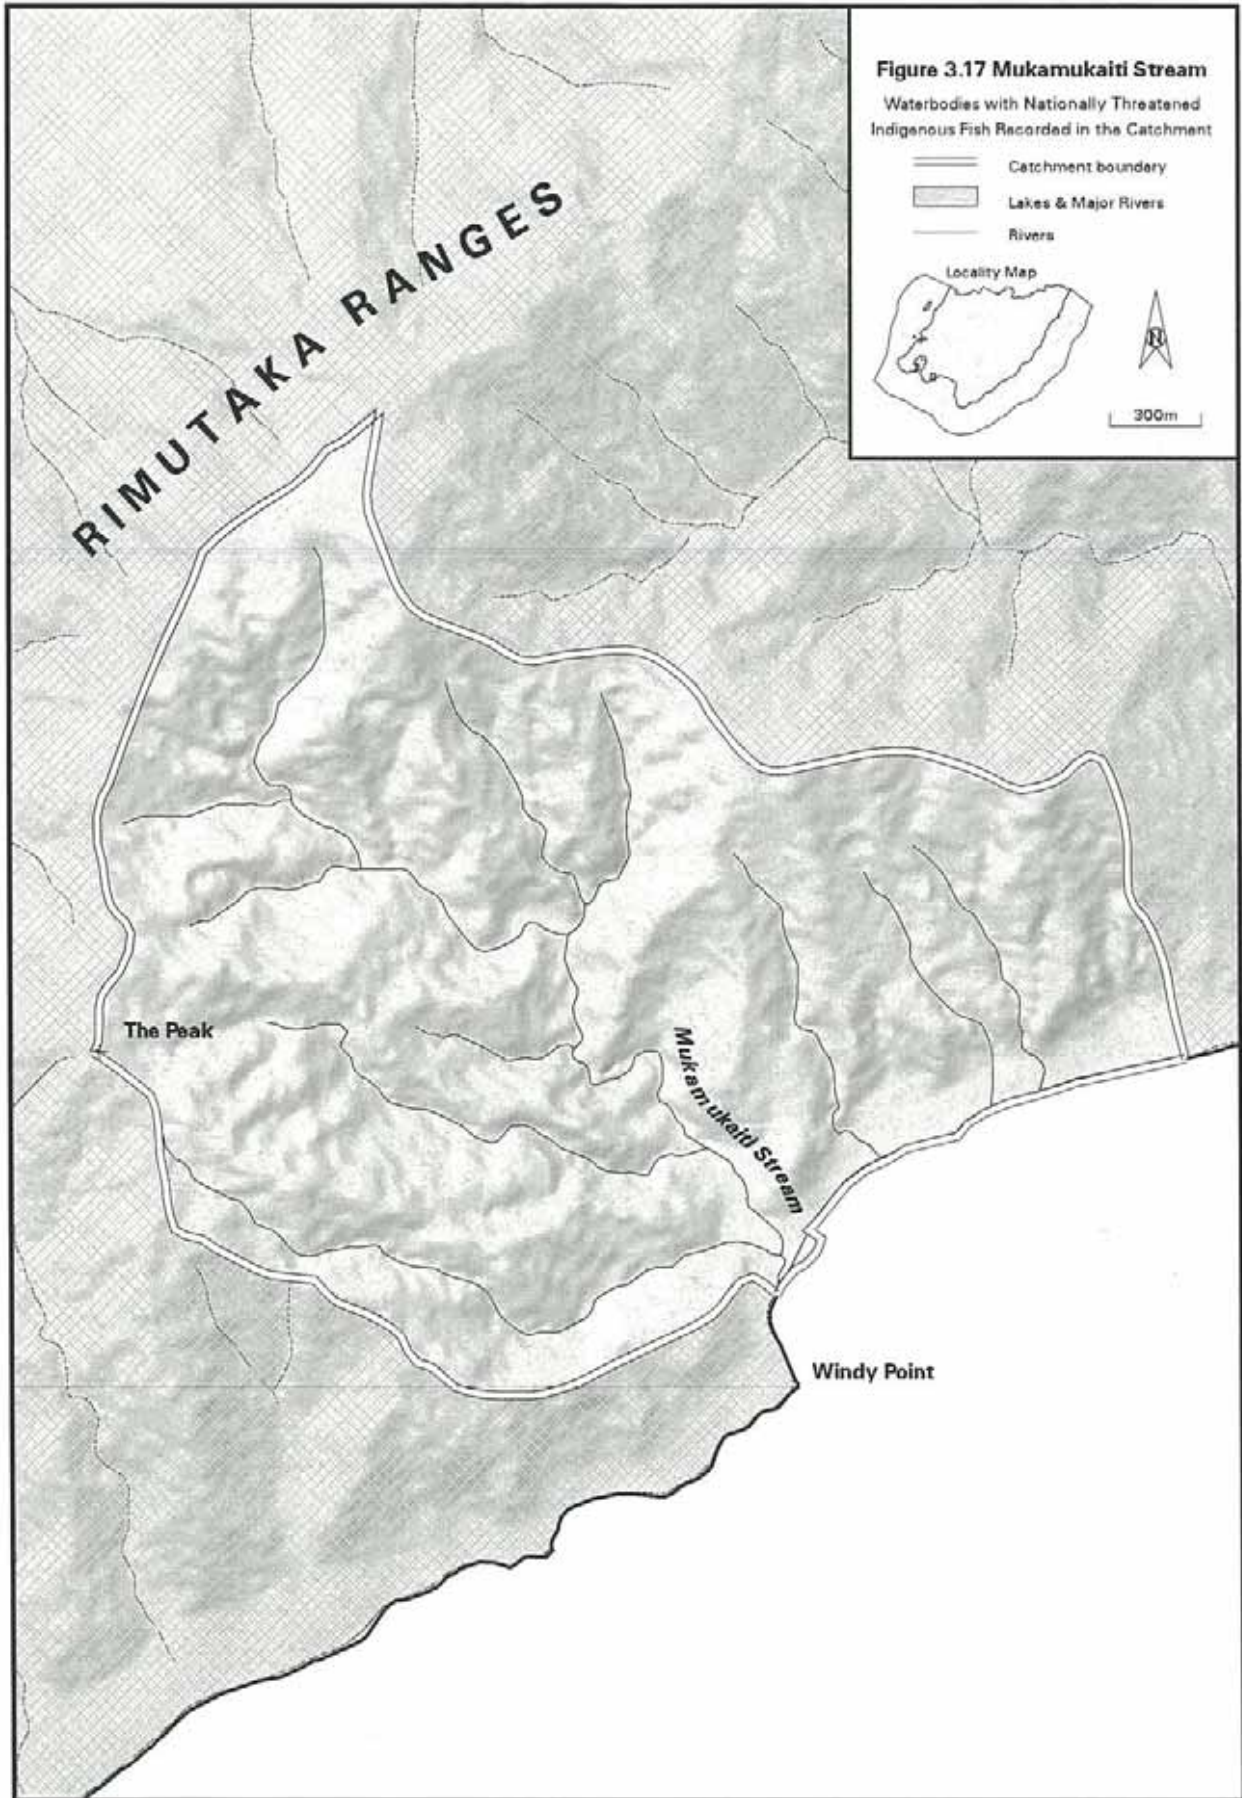 Figure 3.17 Mukamukaiti Stream
Waterbodies with Nationally Threatened
Indigenous Fish Recorded in the Catchment
Catchment boundary
Lakes & Major Rivers
Rivers
Locality Map
N
300m
RIMUTAKA RANGES
The Peak
Mukamukaiti Stream
Windy Point